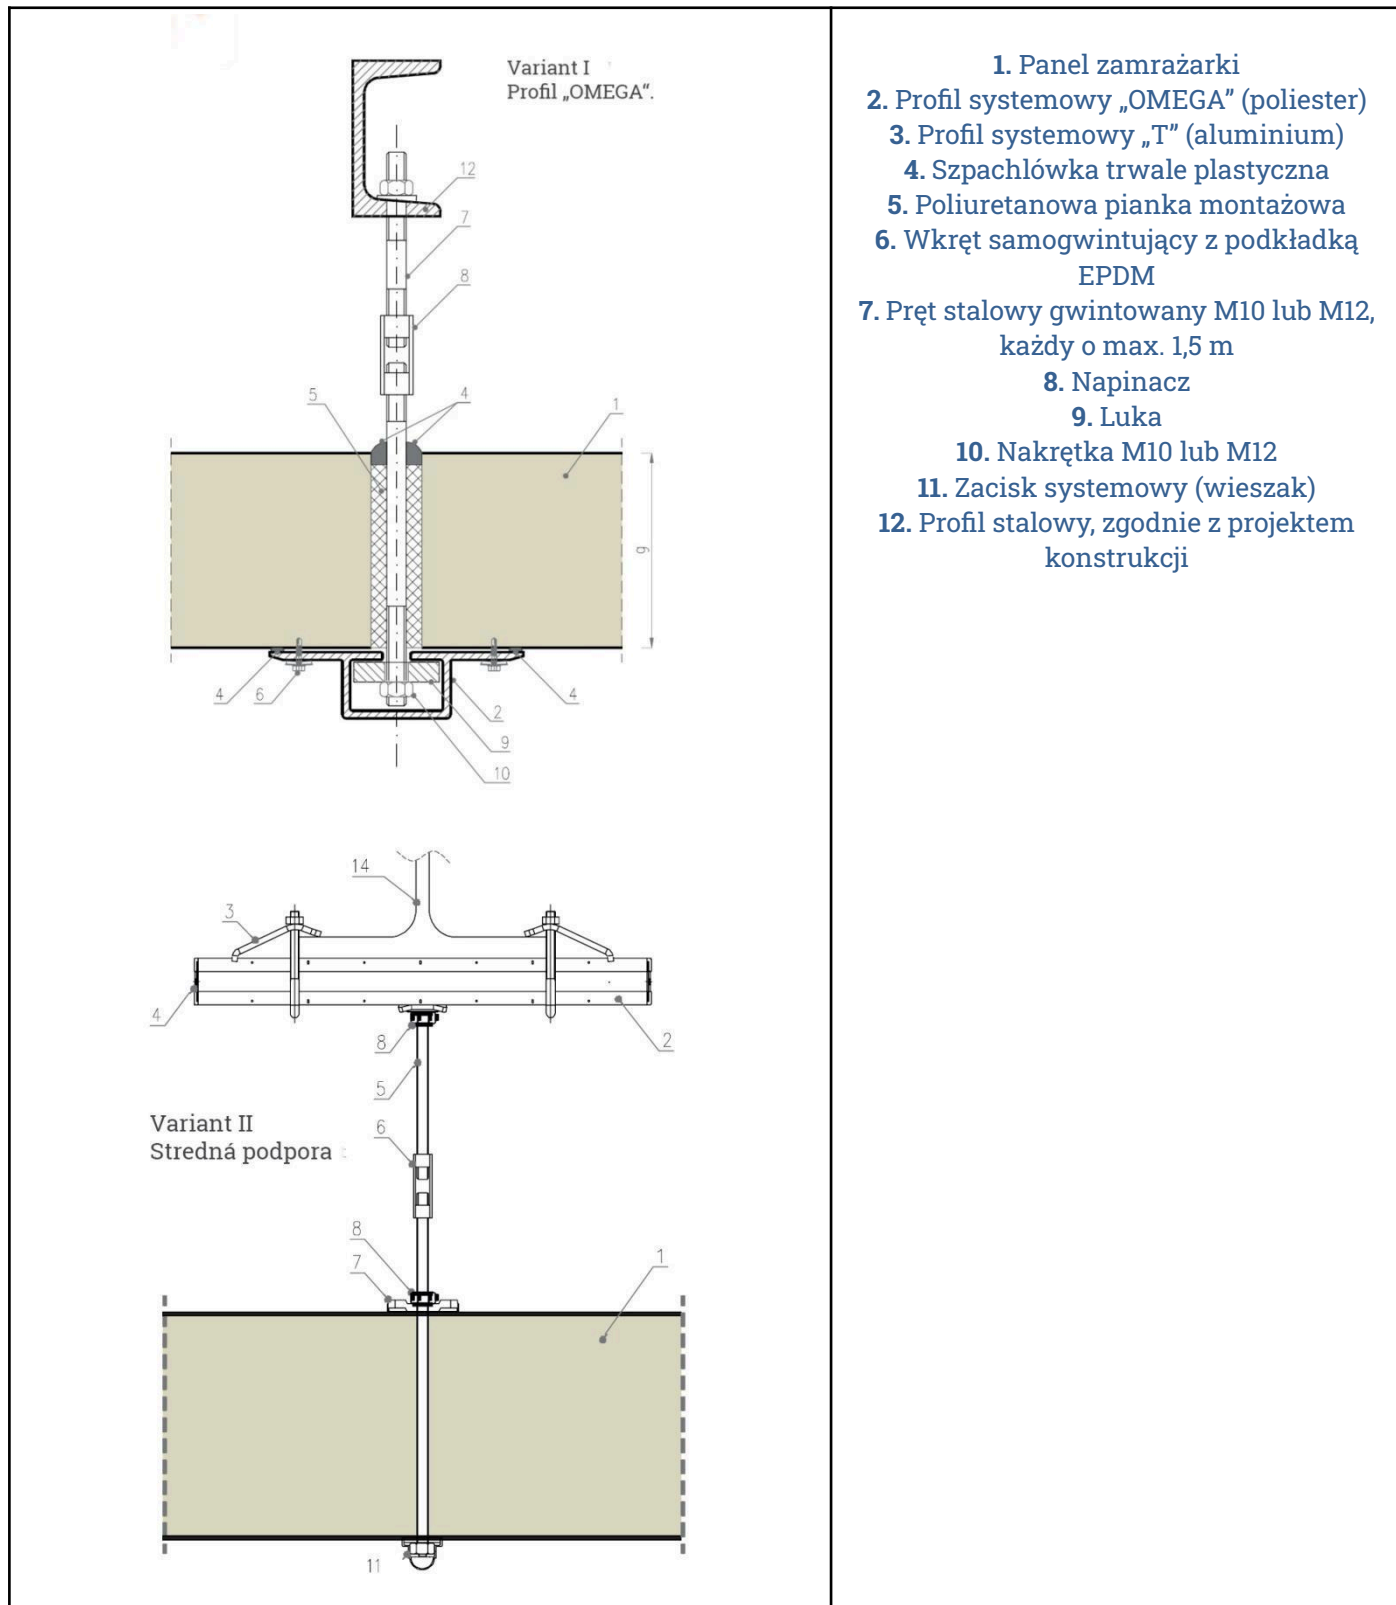 Variant I
Profil „OMEGA“.
12
7
8
5
4
1
g
4
6
2
4
9
10
14
3
4
2
8
5
Variant II
Stredná podpora
6
8
7
1
11
1. Panel zamrażarki
2. Profil systemowy „OMEGA” (poliester)
3. Profil systemowy „T” (aluminium)
4. Szpachlówka trwale plastyczna
5. Poliuretanowa pianka montażowa
6. Wkręt samogwintujący z podkładką
EPDM
7. Pręt stalowy gwintowany M10 lub M12,
każdy o max. 1,5 m
8. Napinacz
9. Luka
10. Nakrętka M10 lub M12
11. Zacisk systemowy (wieszak)
12. Profil stalowy, zgodnie z projektem
konstrukcji